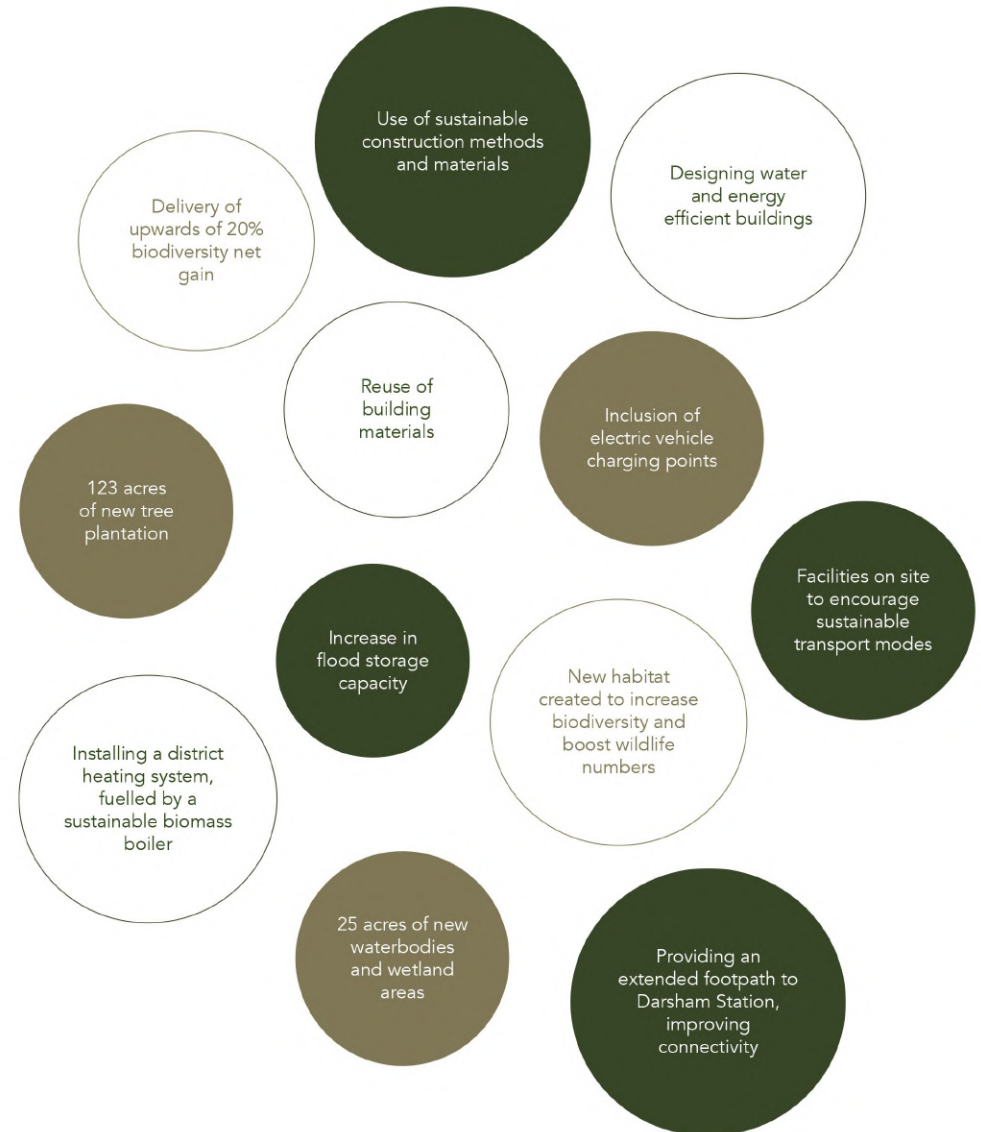 Use of sustainable
construction methods
and materials
Designing water
and energy
efficient buildings
Delivery of
upwards of 20%
biodiversity net
gain
Reuse of
building
materials
Inclusion of
electric vehicle
charging points
123 acres
of new tree
plantation
Facilities on site
to encourage
sustainable
transport modes
Increase in
flood storage
capacity
New habitat
created to increase
biodiversity and
boost wildlife
numbers
Installing a district
heating system,
fuelled by a
sustainable biomass
boiler
25 acres of new
waterbodies
and wetland
areas
Providing an
extended footpath to
Darsham Station,
improving
connectivity